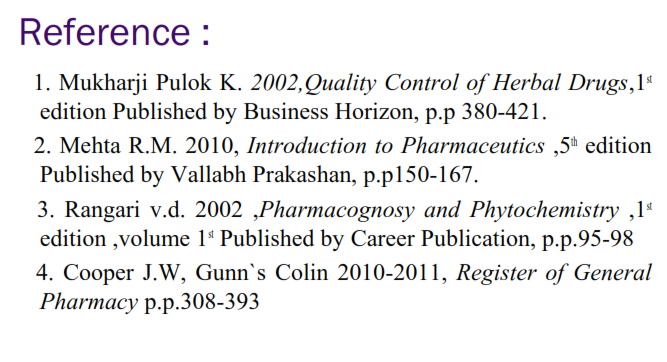 Reference :
1. Mukharji Pulok K. 2002,Quality Control of Herbal Drugs,1st
edition Published by Business Horizon, p.p 380-421.
2. Mehta R.M. 2010, Introduction to Pharmaceutics ,5th edition
Published by Vallabh Prakashan, p.p150-167.
3. Rangari v.d. 2002 ,Pharmacognosy and Phytochemistry ,1st
edition ,volume 1st Published by Career Publication, p.p.95-98
4. Cooper J.W, Gunn`s Colin 2010-2011, Register of General
Pharmacy p.p.308-393